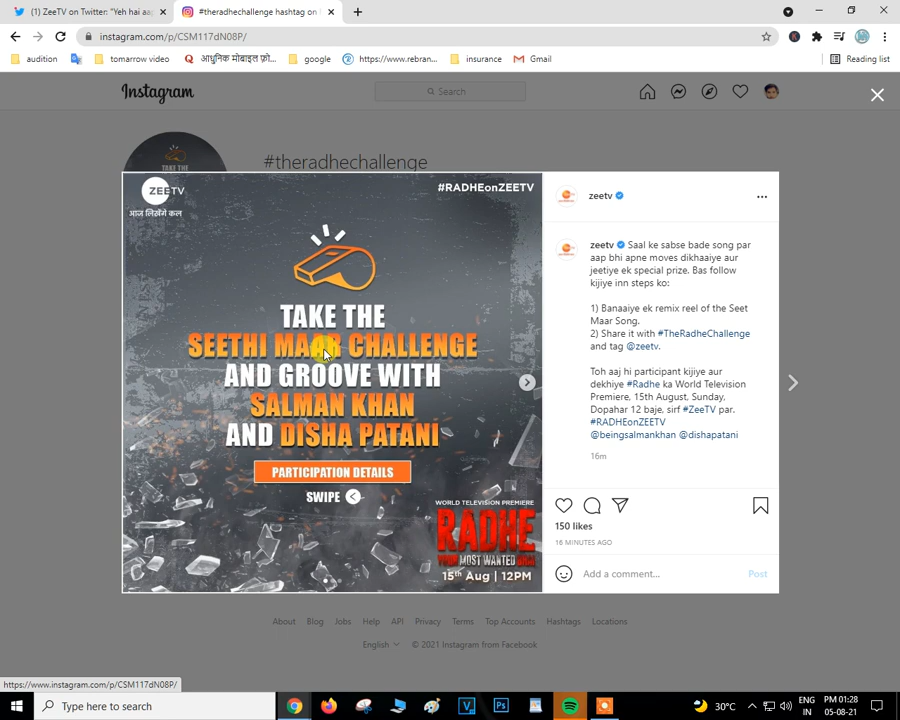 (1) ZeeTV on Twitter: "Yeh hai aa
#theradhechallenge hashtag on I
instagram.com/p/CSM117dN08P/
audition
tomarrow video
आधुनिक मोबाइल फ़ो...
google
https://www.rebran...
insurance
Gmail
Reading list
Instagram
Search
#theradhechallenge
ZEETV
आज लिखेंगे कल
#RADHEonZEETV
TAKE THE
SEETHI MAAR CHALLENGE
AND GROOVE WITH
SALMAN KHAN
AND DISHA PATANI
PARTICIPATION DETAILS
SWIPE
WORLD TELEVISION PREMIERE
RADHE
YOUR MOST WANTED BHAI
15th Aug | 12PM
zeetv
zeetv Saal ke sabse bade song par
aap bhi apne moves dikhaaiye aur
jeetiye ek special prize. Bas follow
kijiye inn steps ko:
1) Banaaiye ek remix reel of the Seet
Maar Song.
2) Share it with #TheRadheChallenge
and tag @zeetv.
Toh aaj hi participant kijiye aur
dekhiye #Radhe ka World Television
Premiere, 15th August, Sunday,
Dopahar 12 baje, sirf #ZeeTV par.
#RADHEonZEETV
@beingsalmankhan @dishapatani
16m
150 likes
16 MINUTES AGO
Add a comment...
Post
About Blog Jobs Help API Privacy Terms Top Accounts Hashtags Locations
English © 2021 Instagram from Facebook
https://www.instagram.com/p/CSM117dN08P/
Type here to search
30°C
ENG
IN
PM 01:28
05-08-21